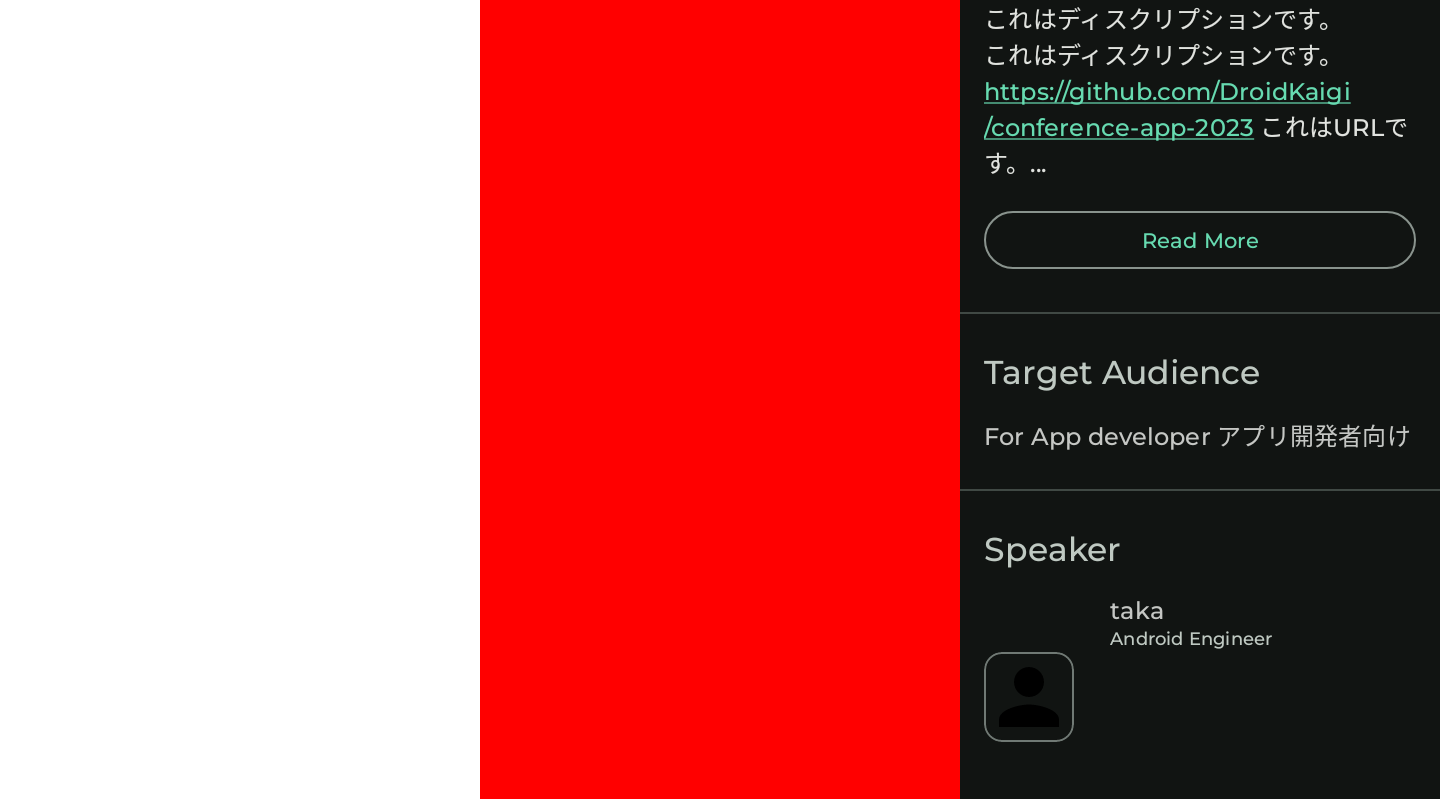 これはディスクリプションです。
これはディスクリプションです。
https://github.com/DroidKaigi
/conference-app-2023 これはURLで
す。...
Read More
Target Audience
For App developer アプリ開発者向け
Speaker
taka
Android Engineer